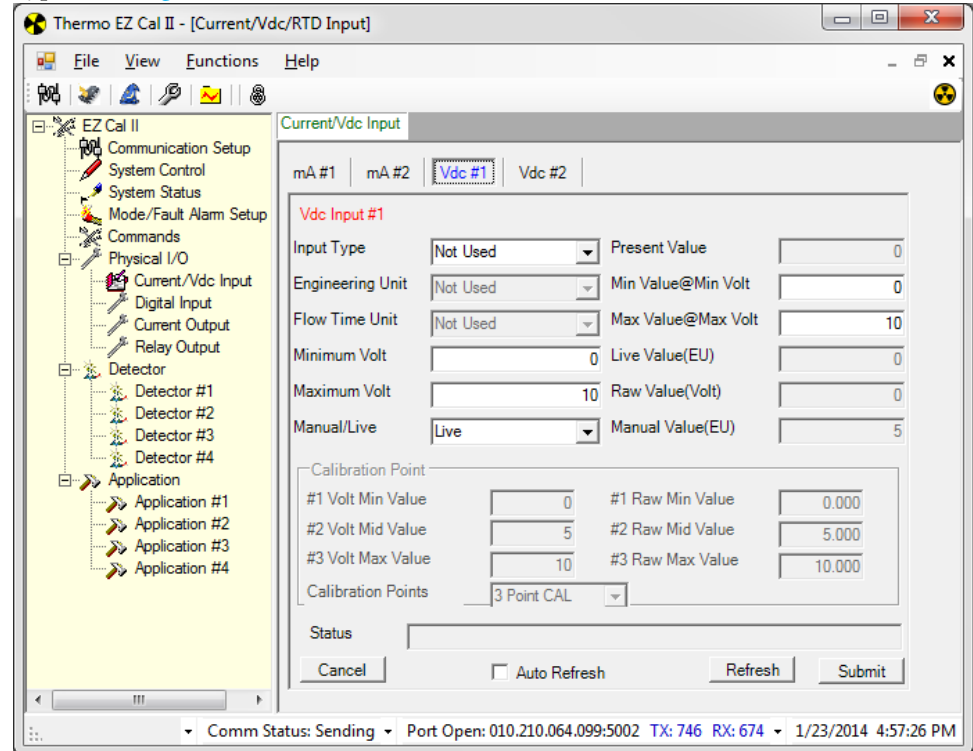 Thermo EZ Cal II - [Current/Vdc/RTD Input]
File View Functions Help
EZ Cal II
Communication Setup
System Control
System Status
Mode/Fault Alarm Setup
Commands
Physical I/O
Current/Vdc Input
Digital Input
Current Output
Relay Output
Detector
Detector #1
Detector #2
Detector #3
Detector #4
Application
Application #1
Application #2
Application #3
Application #4
Current/Vdc Input
mA #1 mA #2 Vdc #1 Vdc #2
Vdc Input #1
Input Type Not Used Present Value 0
Engineering Unit Not Used Min Value@Min Volt 0
Flow Time Unit Not Used Max Value@Max Volt 10
Minimum Volt 0 Live Value(EU) 0
Maximum Volt 10 Raw Value(Volt) 0
Manual/Live Live Manual Value(EU) 5
Calibration Point
#1 Volt Min Value 0 #1 Raw Min Value 0.000
#2 Volt Mid Value 5 #2 Raw Mid Value 5.000
#3 Volt Max Value 10 #3 Raw Max Value 10.000
Calibration Points 3 Point CAL
Status
Cancel Auto Refresh Refresh Submit
Comm Status: Sending Port Open: 010.210.064.099:5002 TX: 746 RX: 674 1/23/2014 4:57:26 PM